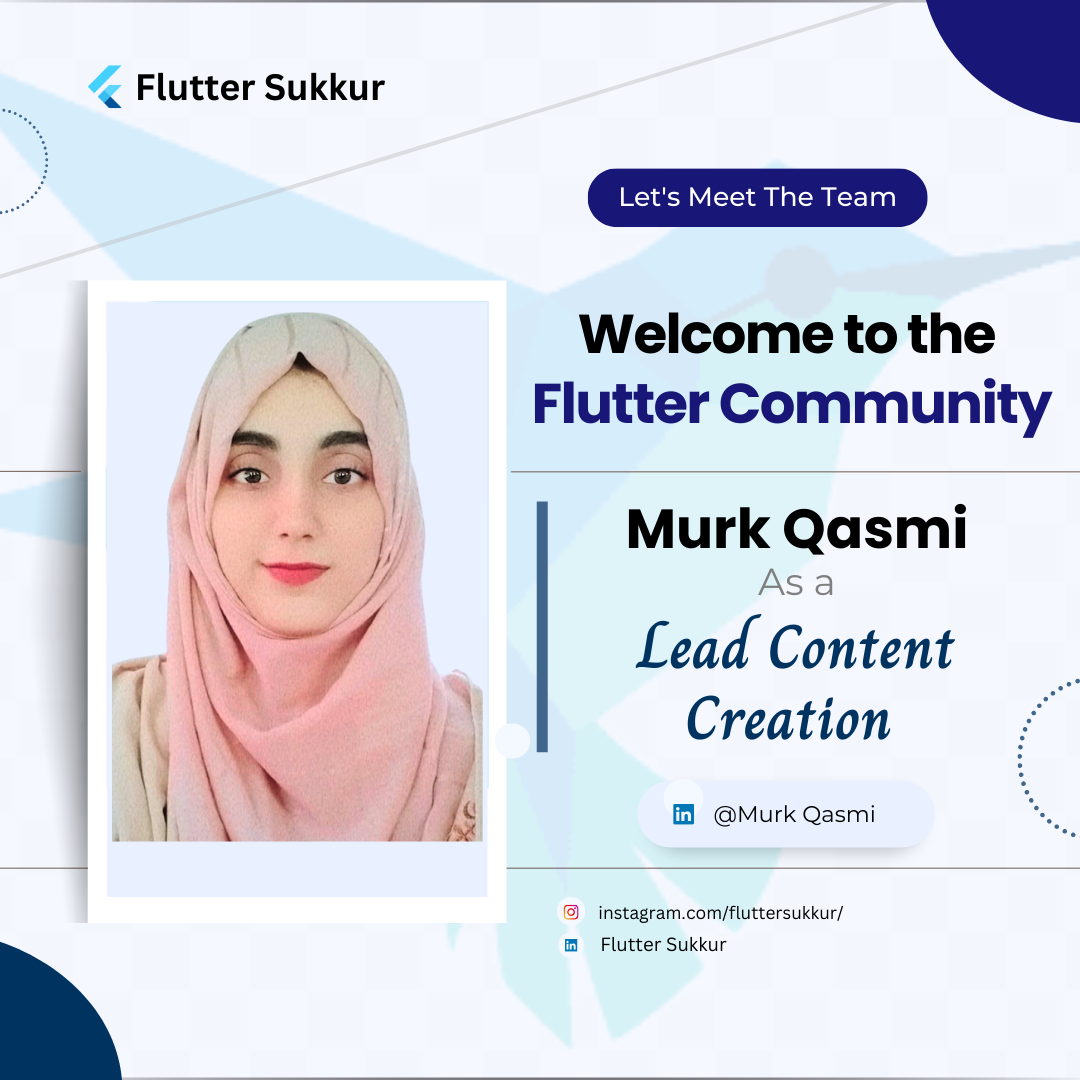 Flutter Sukkur
Let's Meet The Team
Welcome to the
Flutter Community
Murk Qasmi
As a
Lead Content
Creation
@Murk Qasmi
instagram.com/fluttersukkur/
Flutter Sukkur